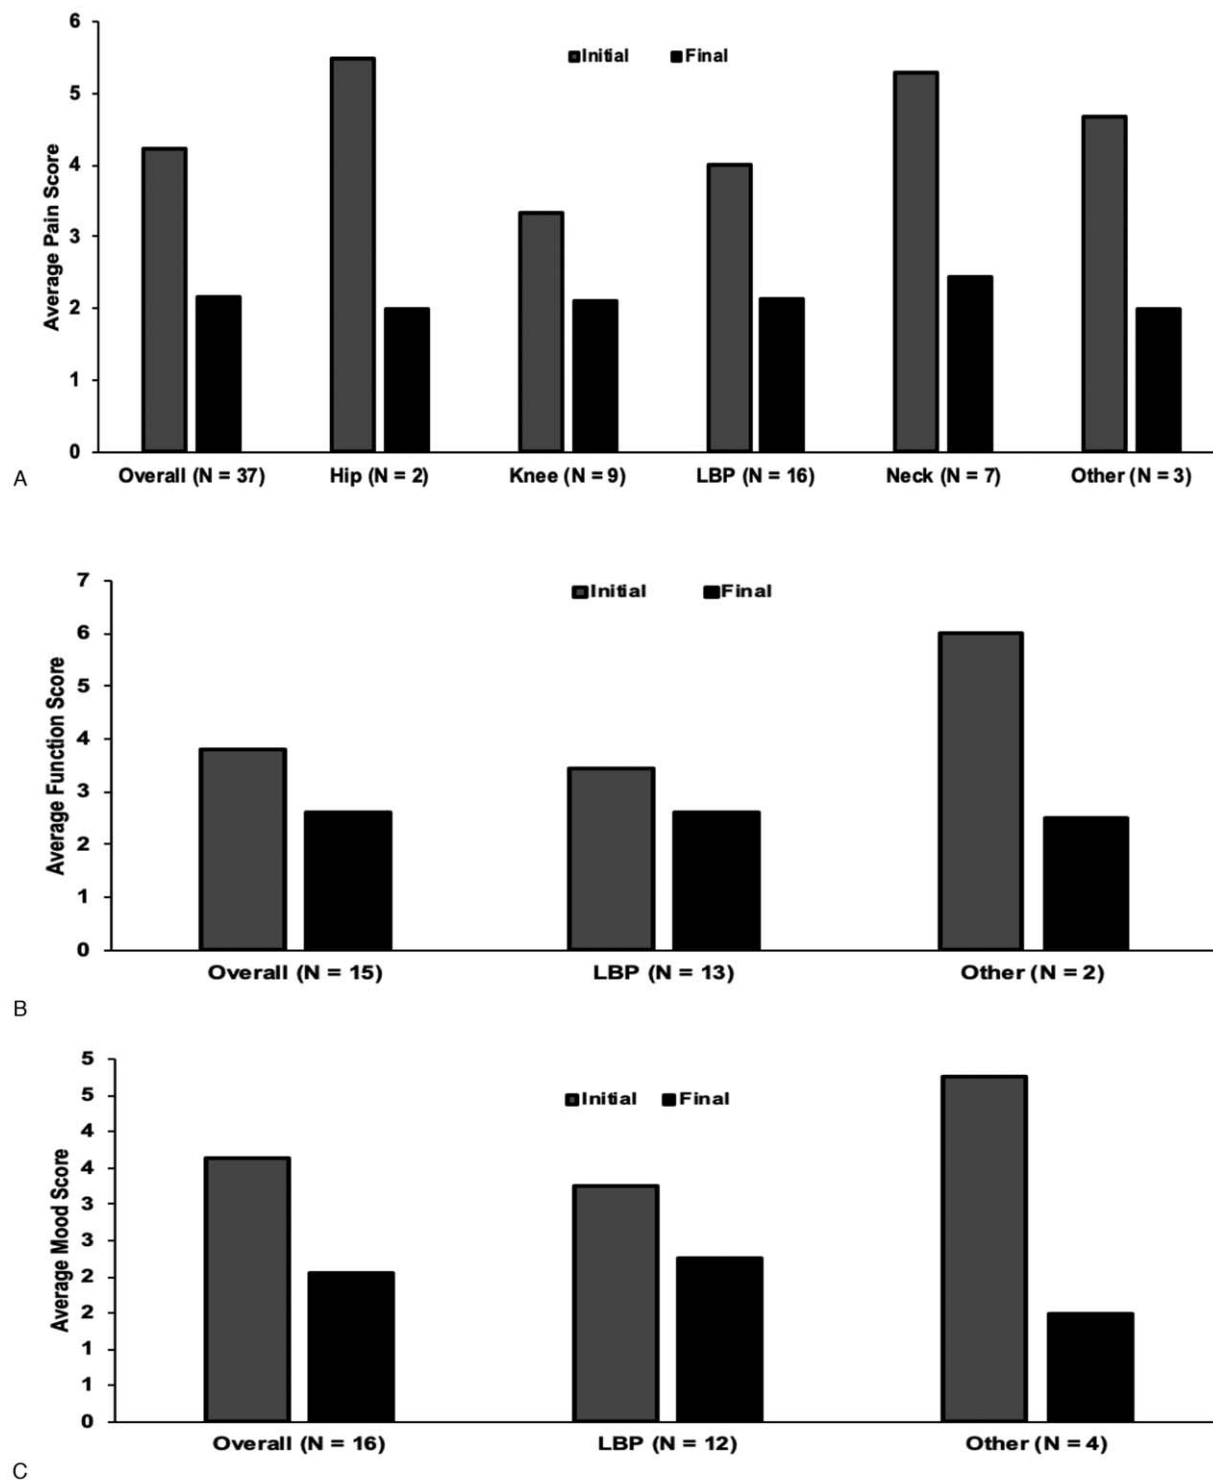 6
Initial Final
5
4
3
2
1
0
Average Pain Score
Overall (N = 37) Hip (N = 2) Knee (N = 9) LBP (N = 16) Neck (N = 7) Other (N = 3)
A
7
Initial Final
6
5
4
3
2
1
0
Average Function Score
Overall (N = 15) LBP (N = 13) Other (N = 2)
B
5
5
Initial Final
4
4
3
3
2
2
1
1
0
Average Mood Score
Overall (N = 16) LBP (N = 12) Other (N = 4)
C